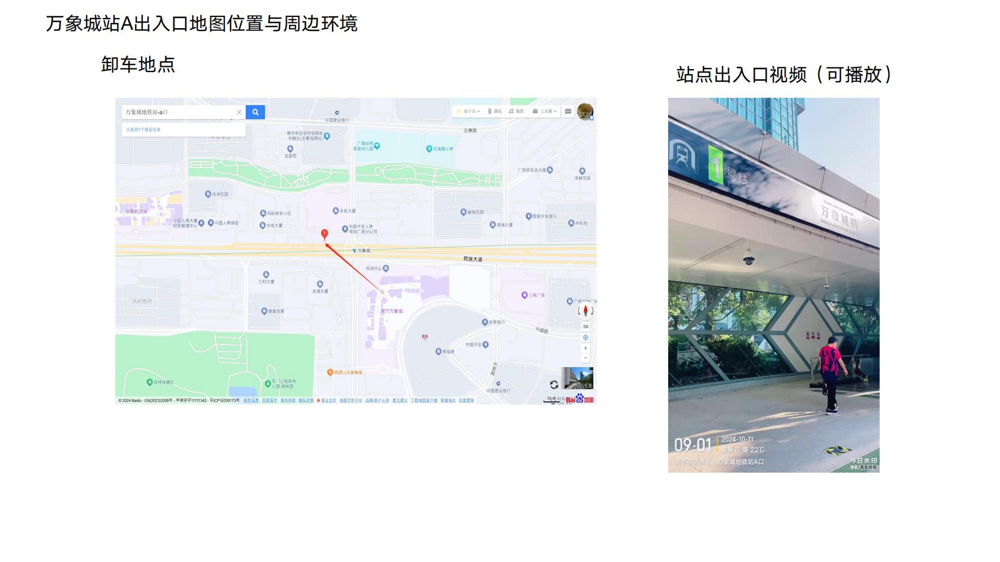 万象城站A出入口地图位置与周边环境
卸车地点
站点出入口视频（可播放）
万象城地铁站-a口
共找到1个搜索结果
南宁市
路况
地铁
工具箱
中国建设银行
云景路
平安家园
南宁市区农村信用合
作联社(云景信用社)
龙居苑
广西幼师
实验幼儿园
月湾路小学
广西贸促会大楼
泽峰花园
绿洲花园
会展航洋城
凤岭商务小区
永凯大厦
德瑞花园
国家开发银行
中国人寿大厦
财务管理中心
中国人寿保险
水电大厦
中国平安人寿
保险广西分公司
德瑞大厦
祥和苑
1
万象城
民族大道
华润中心
万利大厦
龙滩大厦
三祺广场
凤岭雅苑
皇巢世家
南宁万象城
浙商银行
中越路
3D
中国平安
幸福里
中新路
桃源山庄美食城
森林保健区
石门公园森林
公园-杨桃园
中国建设银行
全景
© 2024 Baidu - GS(2023)3206号 - 甲测资字11111342 - 京ICP证030173号
版权信息
百度首页
服务条款
隐私政策
商业合作
地图开放平台
品牌/商户认领
意见建议
下载地图客户端
新增地点
百度营销
50米
Bai du 地图
1号线
Line 1
万象城站
WANXIANGCHENG STATION
09:01
2024-10-11
星期五 晴 22℃
南宁市青秀区 · 万象城地铁站A口
今日水印
相机 真实时间